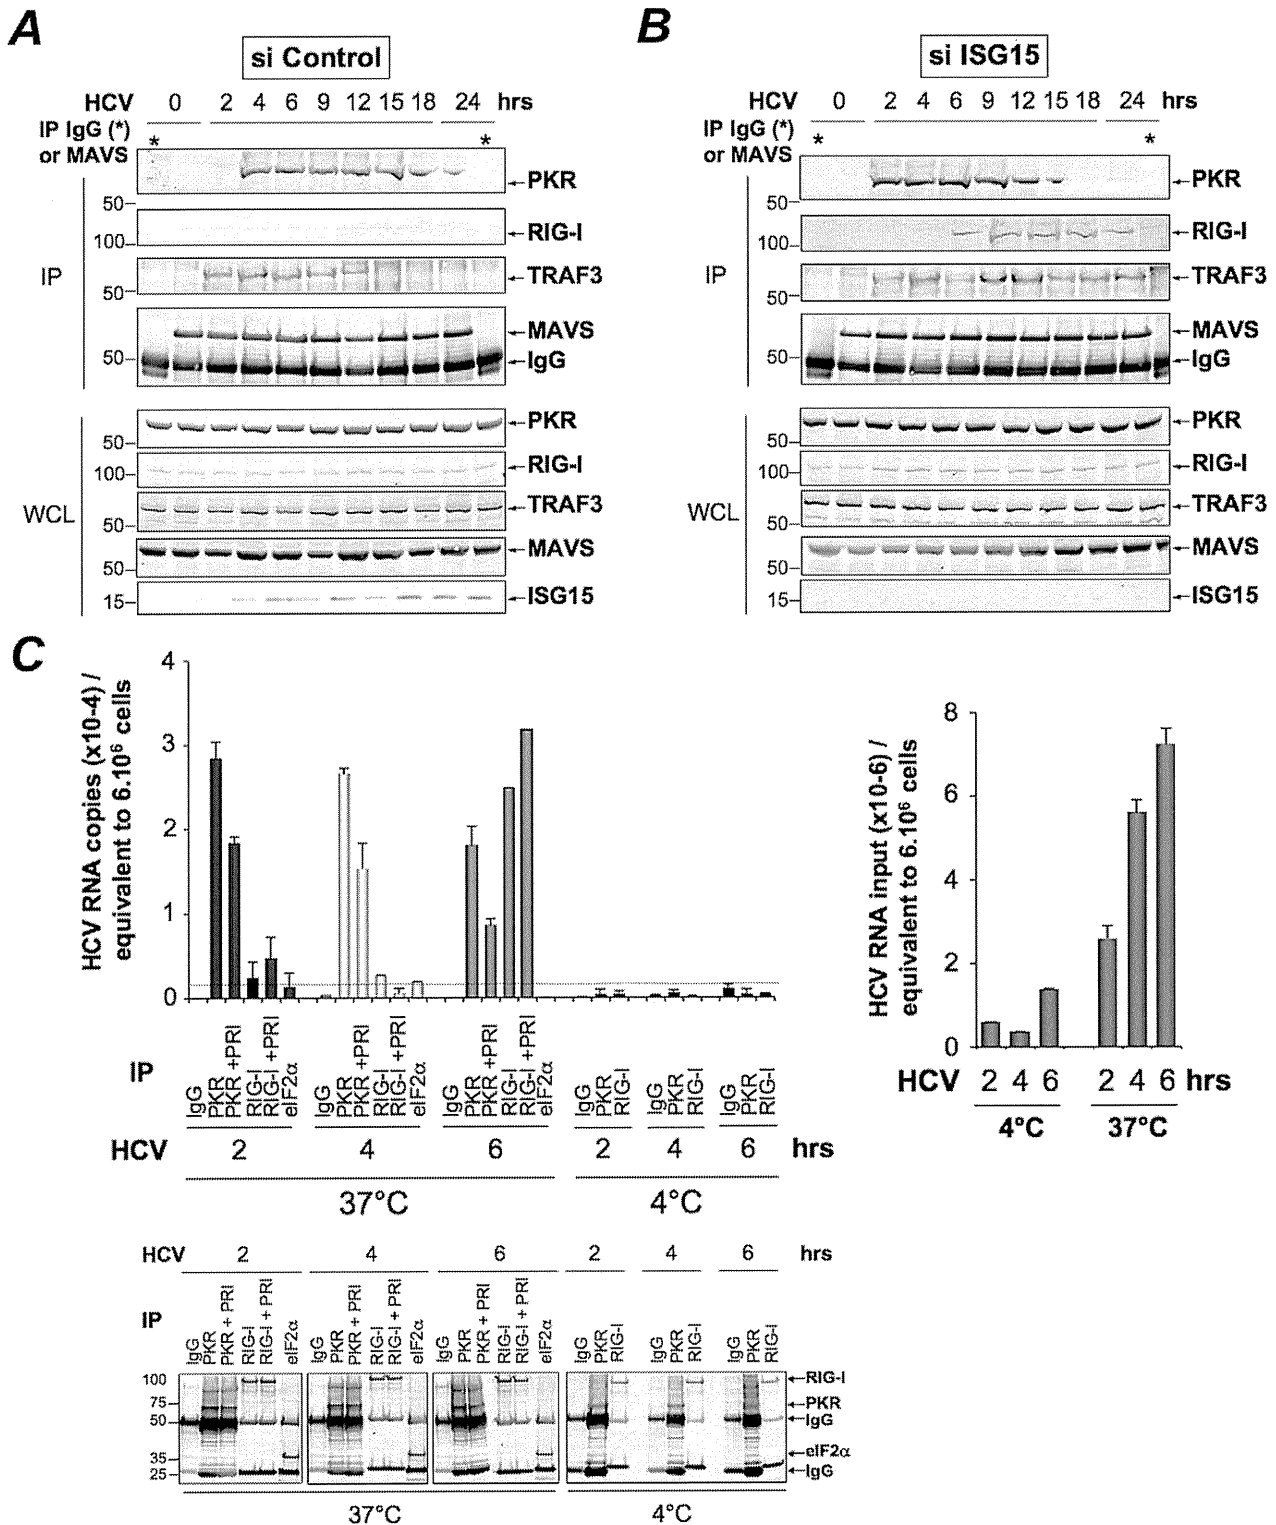 A
si Control
HCV 0 2 4 6 9 12 15 18 24 hrs
IP IgG (*)
or MAVS
* *
IP
PKR
50
RIG-I
100
TRAF3
50
MAVS
50
IgG
WCL
PKR
50
RIG-I
100
TRAF3
50
MAVS
50
ISG15
15
B
si ISG15
HCV 0 2 4 6 9 12 15 18 24 hrs
IP IgG (*)
or MAVS
* *
IP
PKR
50
RIG-I
100
TRAF3
50
MAVS
50
IgG
WCL
PKR
50
RIG-I
100
TRAF3
50
MAVS
50
ISG15
15
C
HCV RNA copies (x10-4) /
equivalent to 6.10⁶ cells
4
3
2
1
0
IP
IgG PKR PKR +PRI RIG-I RIG-I +PRI eIF2α
IgG PKR PKR +PRI RIG-I RIG-I +PRI eIF2α
IgG PKR PKR +PRI RIG-I RIG-I +PRI eIF2α
IgG PKR RIG-I
IgG PKR RIG-I
IgG PKR RIG-I
HCV 2 4 6 2 4 6 hrs
37°C 4°C
HCV RNA input (x10-6) /
equivalent to 6.10⁶ cells
8
6
4
2
0
HCV 2 4 6 2 4 6 hrs
4°C 37°C
HCV 2 4 6 2 4 6 hrs
IP
IgG PKR PKR + PRI RIG-I RIG-I + PRI eIF2α
IgG PKR PKR + PRI RIG-I RIG-I + PRI eIF2α
IgG PKR PKR + PRI RIG-I RIG-I + PRI eIF2α
IgG PKR RIG-I
IgG PKR RIG-I
IgG PKR RIG-I
100
75
50
35
25
RIG-I
PKR
IgG
eIF2α
IgG
37°C 4°C